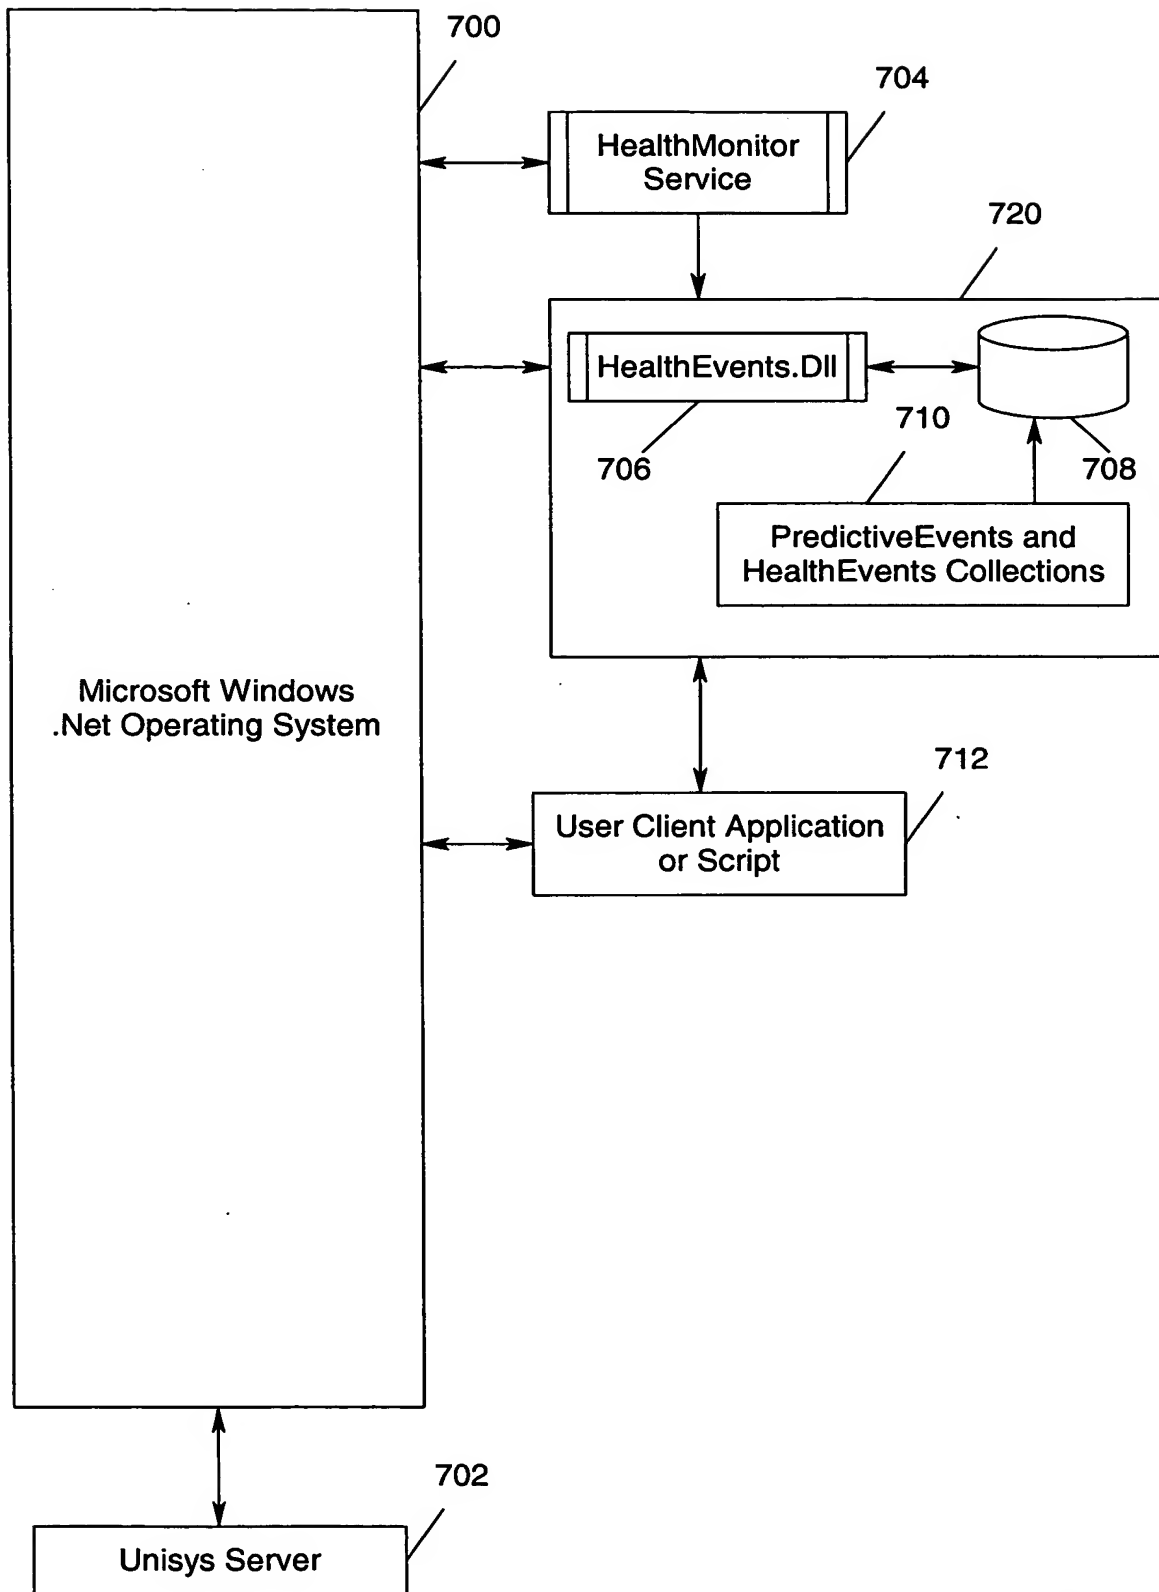 700
704
HealthMonitor
Service
720
HealthEvents.Dll
710
706
708
PredictiveEvents and
HealthEvents Collections
Microsoft Windows
.Net Operating System
712
User Client Application
or Script
702
Unisys Server